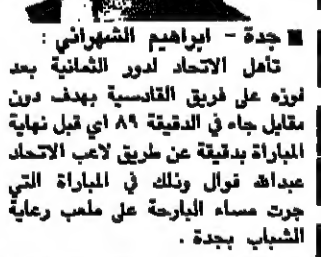 ■ جدة - ابراهيم الشهراني :
تأهل الاتحاد لدور الثمانية بعد
فوزه على فريق القادسية بهدف دون
مقابل جاء في الدقيقة ٨٩ اي قبل نهاية
المباراة بدقيقة عن طريق لاعب الاتحاد
عبدالله فوال وذلك في المباراة التي
جرت مساء البارحة على ملعب رعاية
الشباب بجدة .